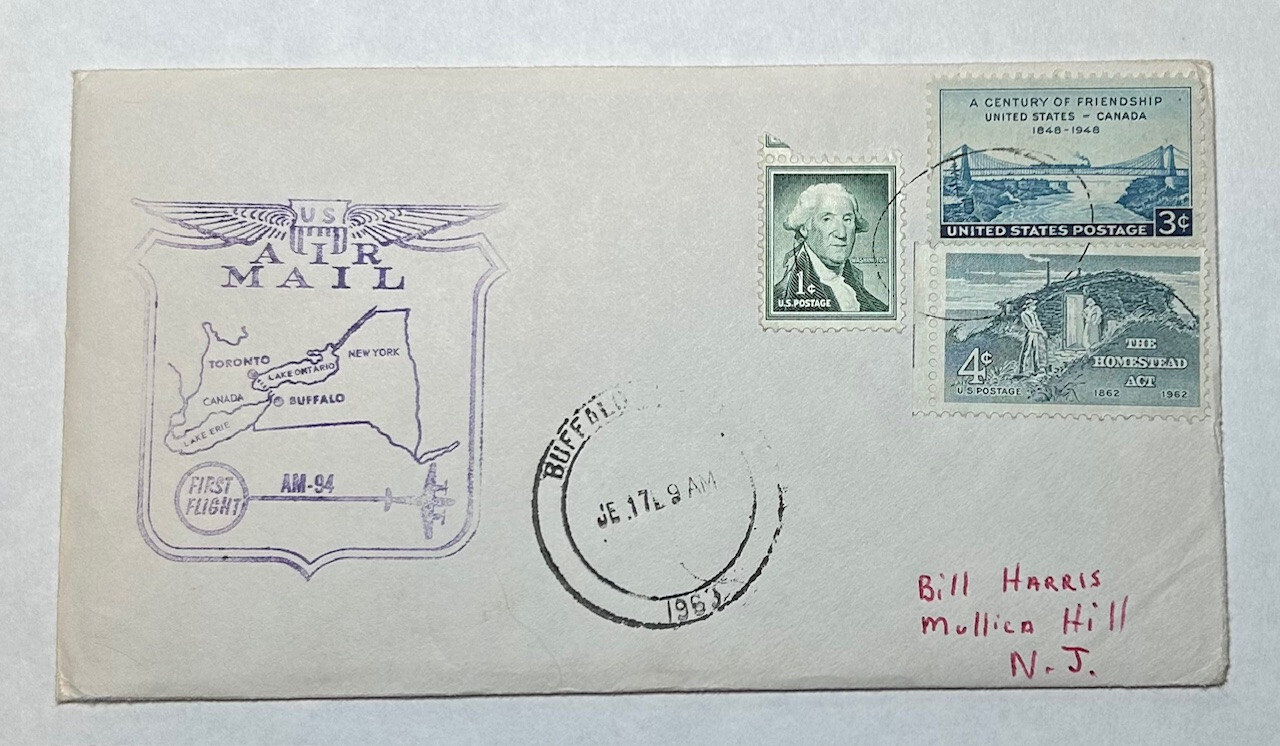 US
AIR
MAIL
TORONTO
LAKE ONTARIO
NEW YORK
CANADA
BUFFALO
LAKE ERIE
FIRST
FLIGHT
AM-94
BUFFALO
JE 17 9 AM
1963
WASHINGTON
1¢
U.S. POSTAGE
A CENTURY OF FRIENDSHIP
UNITED STATES - CANADA
1848-1948
UNITED STATES POSTAGE 3¢
4¢
U.S. POSTAGE
THE
HOMESTEAD
ACT
1862 1962
Bill HARRIS
Mullica Hill
N.J.